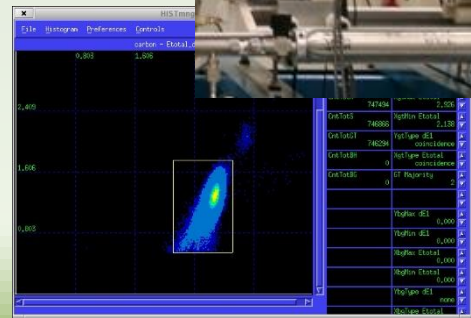 HISTmng
File Histogram Preferences Controls
carbon - Etotal_d
0,803 1,606
2,409
1,606
0,803
747494 2,926
CntTotS XgtMin Etotal
746866 2,138
CntTotGT YgtType dE1
746294 coincidence
CntTotBH XgtType Etotal
0 coincidence
CntTotBG GT Majority
0 2
YbgMax dE1
0,000
YbgMin dE1
0,000
XbgMax Etotal
0,000
XbgMin Etotal
0,000
YbgType dE1
none
XbgType Etotal